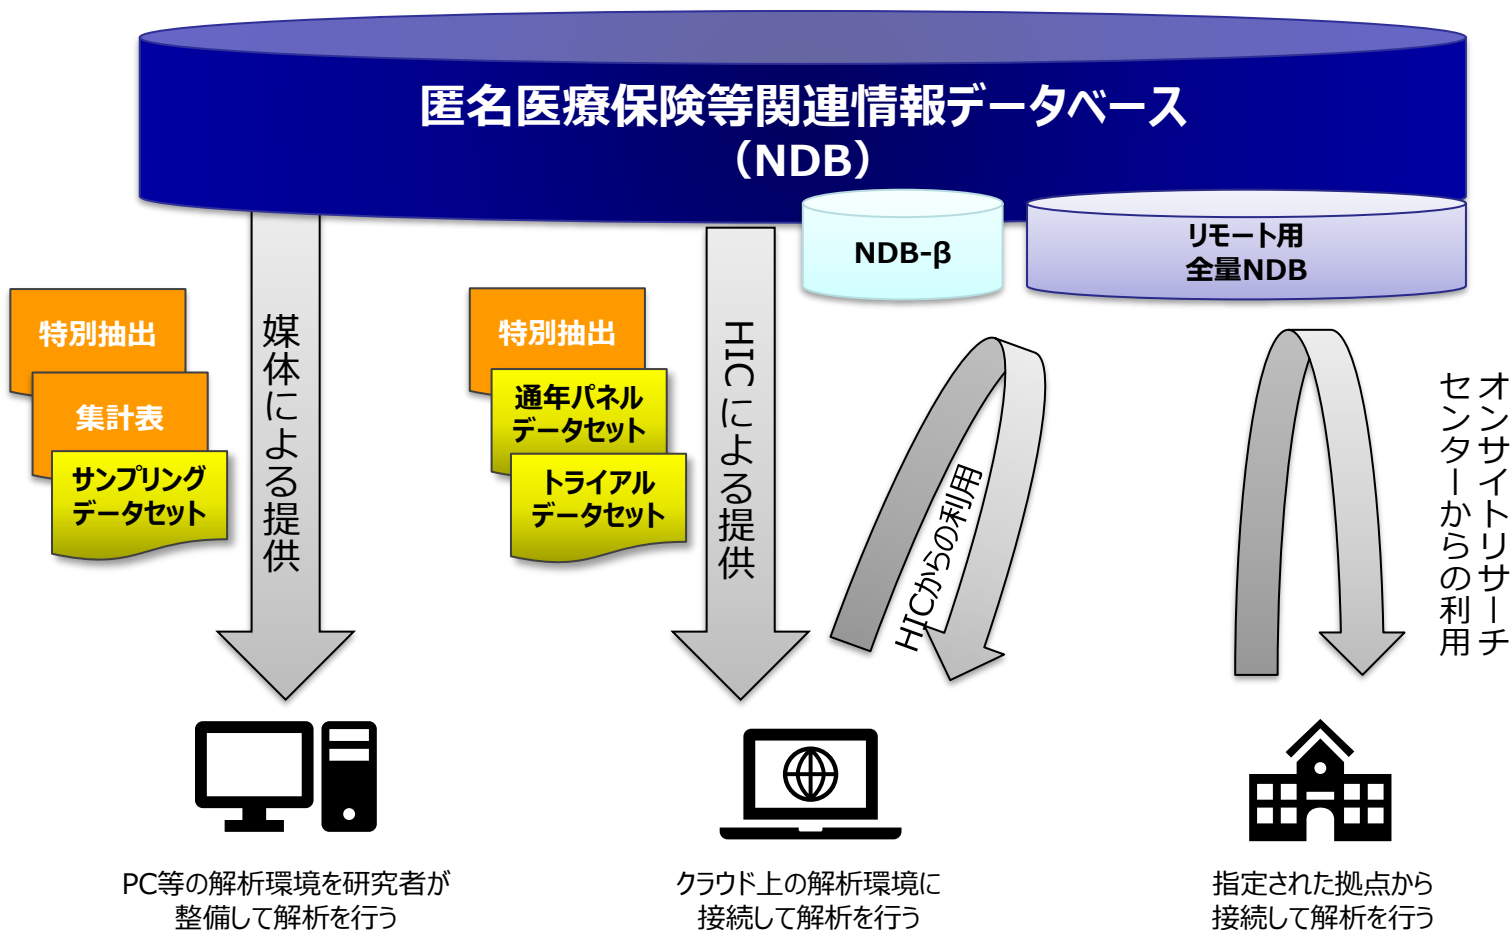 匿名医療保険等関連情報データベース
（NDB）
NDB-β
リモート用
全量NDB
特別抽出
集計表
サンプリング
データセット
媒体による提供
特別抽出
通年パネル
データセット
トライアル
データセット
HICによる提供
HICからの利用
オンサイトリサーチ
センターからの利用
PC等の解析環境を研究者が
整備して解析を行う
クラウド上の解析環境に
接続して解析を行う
指定された拠点から
接続して解析を行う